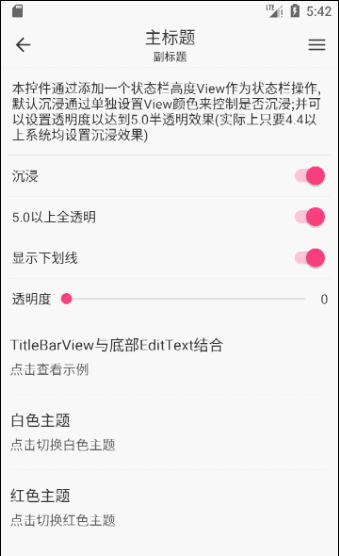 LTE 5:42
主标题
副标题
本控件通过添加一个状态栏高度View作为状态栏操作,
默认沉浸通过单独设置View颜色来控制是否沉浸;并可
以设置透明度以达到5.0半透明效果(实际上只要4.4以
上系统均设置沉浸效果)
沉浸
5.0以上全透明
显示下划线
透明度 0
TitleBarView与底部EditText结合
点击查看示例
白色主题
点击切换白色主题
红色主题
点击切换红色主题